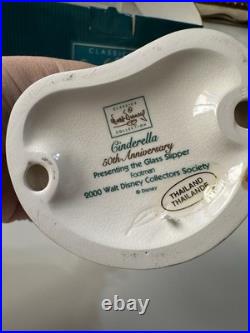 CLASSICS
CLASSICS
Walt Disney
COLLECTION
Cinderella
50th Anniversary
Presenting the Glass Slipper
Footman
2000 Walt Disney Collectors Society
© Disney
THAILAND
THAILANDE